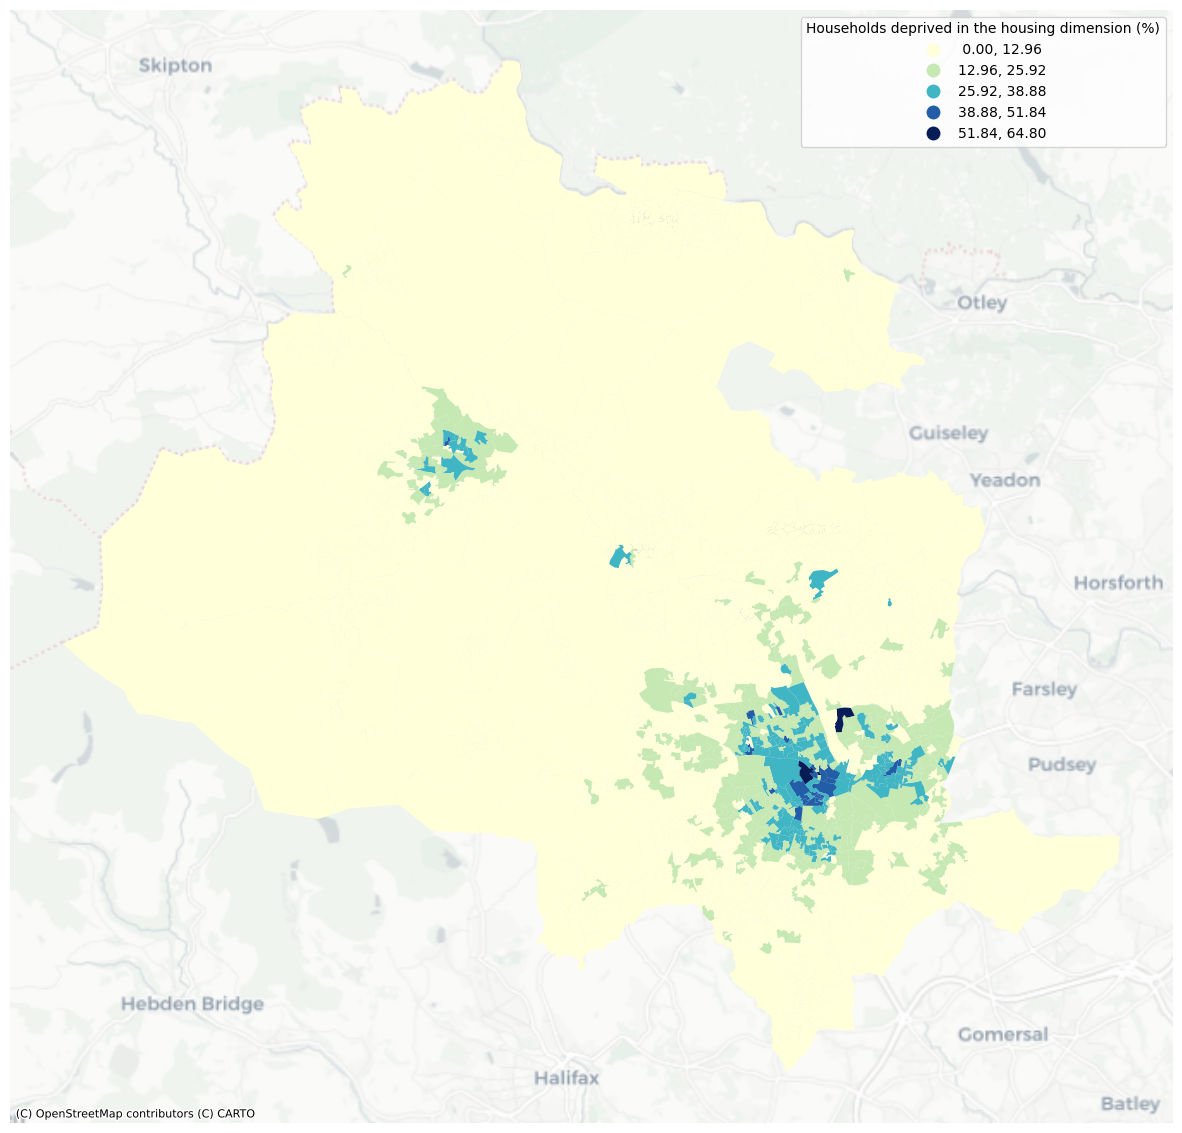 Households deprived in the housing dimension (%)
0.00, 12.96
12.96, 25.92
25.92, 38.88
38.88, 51.84
51.84, 64.80
Skipton
Otley
Guiseley
Yeadon
Horsforth
Farsley
Pudsey
Hebden Bridge
Gomersal
Halifax
Batley
(C) OpenStreetMap contributors (C) CARTO